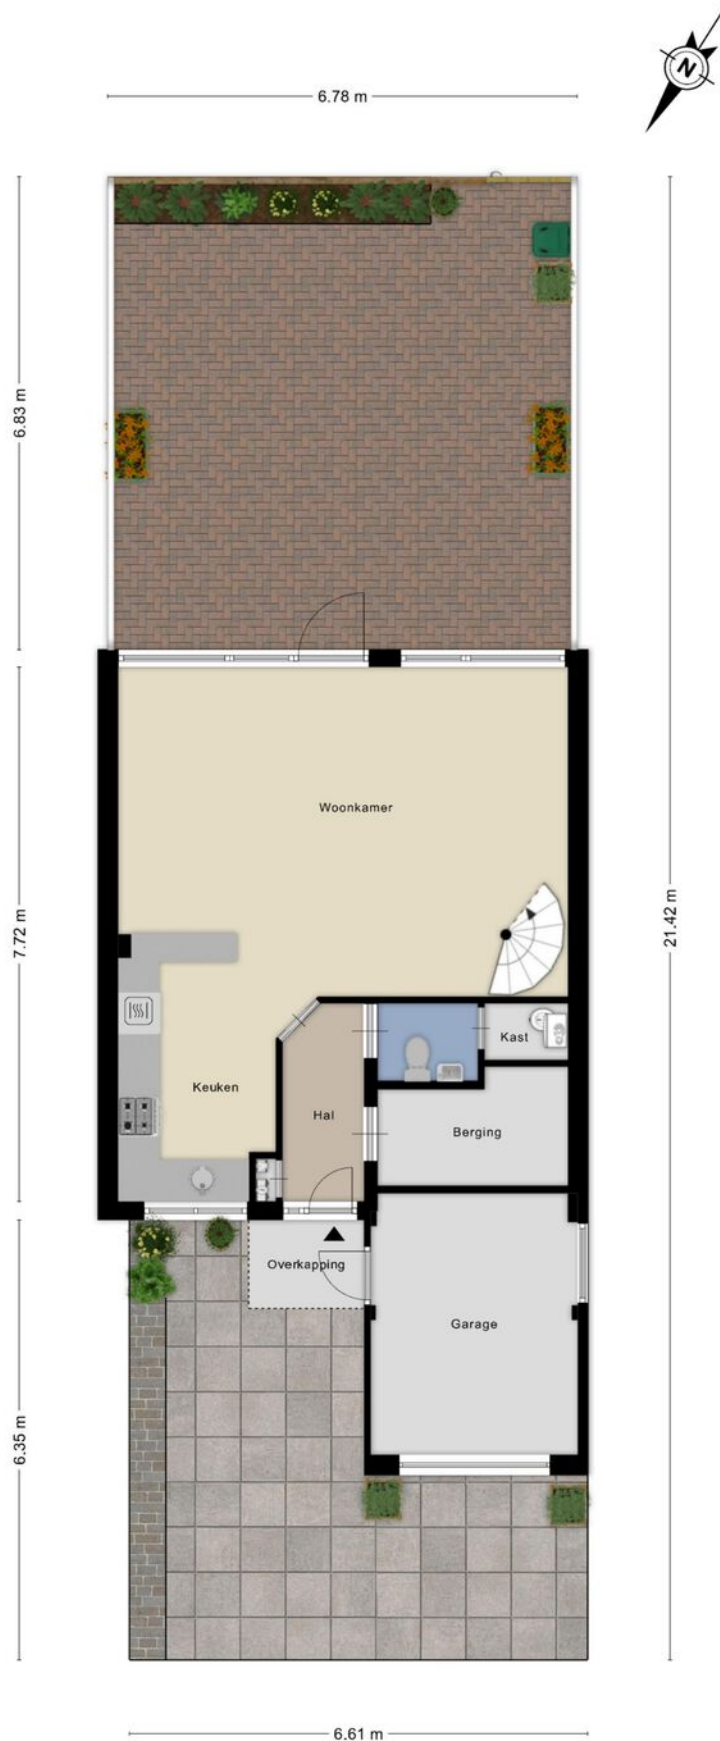 N
6.78 m
6.83 m
Woonkamer
7.72 m
21.42 m
Kast
Keuken
Hal
Berging
Overkapping
Garage
6.35 m
6.61 m